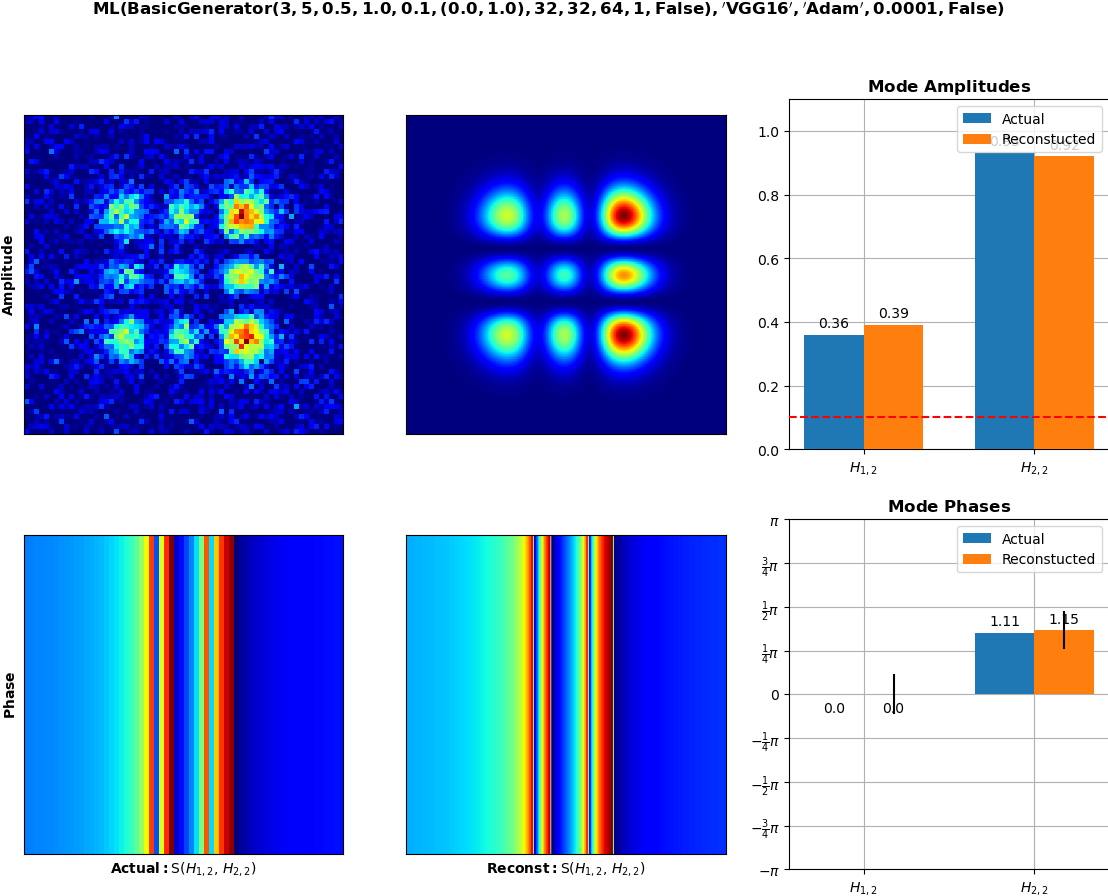 ML(BasicGenerator(3, 5, 0.5, 1.0, 0.1, (0.0, 1.0), 32, 32, 64, 1, False), 'VGG16', 'Adam', 0.0001, False)
Mode Amplitudes
Amplitude
1.0
0.8
0.6
0.4
0.2
0.0
Actual
Reconstucted
0.36
0.39
0.92
H1, 2
H2, 2
Phase
Actual: S(H1, 2, H2, 2)
Reconst: S(H1, 2, H2, 2)
Mode Phases
π
3/4π
1/2π
1/4π
0
−1/4π
−1/2π
−3/4π
−π
Actual
Reconstucted
0.0
0.0
1.11
1.15
H1, 2
H2, 2